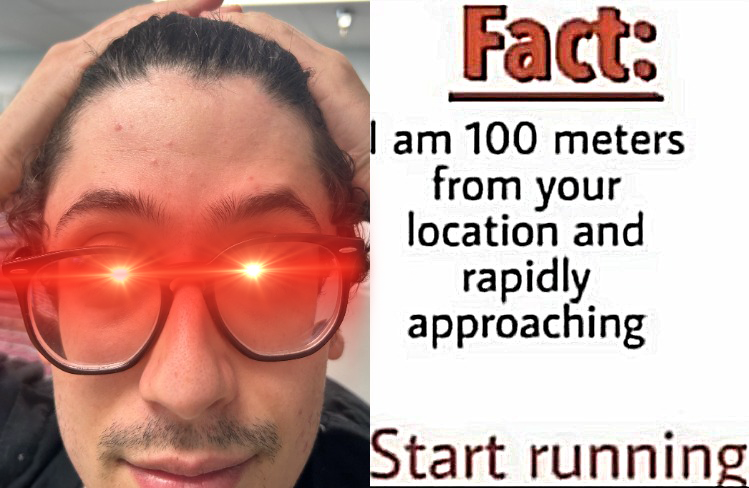 Fact:
I am 100 meters
from your
location and
rapidly
approaching
Start running